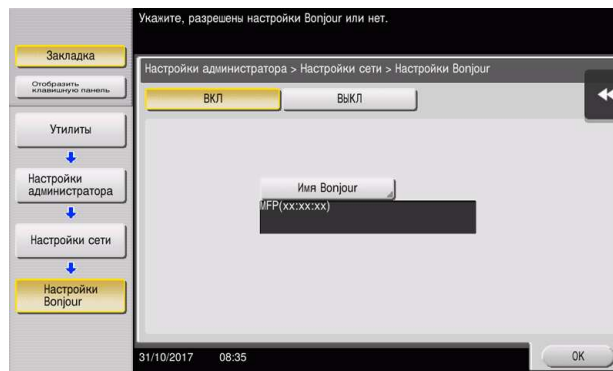 Укажите, разрешены настройки Bonjour или нет.
Закладка
Отобразить
клавишную панель
Утилиты
Настройки
администратора
Настройки сети
Настройки
Bonjour
Настройки администратора > Настройки сети > Настройки Bonjour
ВКЛ
ВЫКЛ
Имя Bonjour
MFP(xx:xx:xx)
31/10/2017 08:35
OK